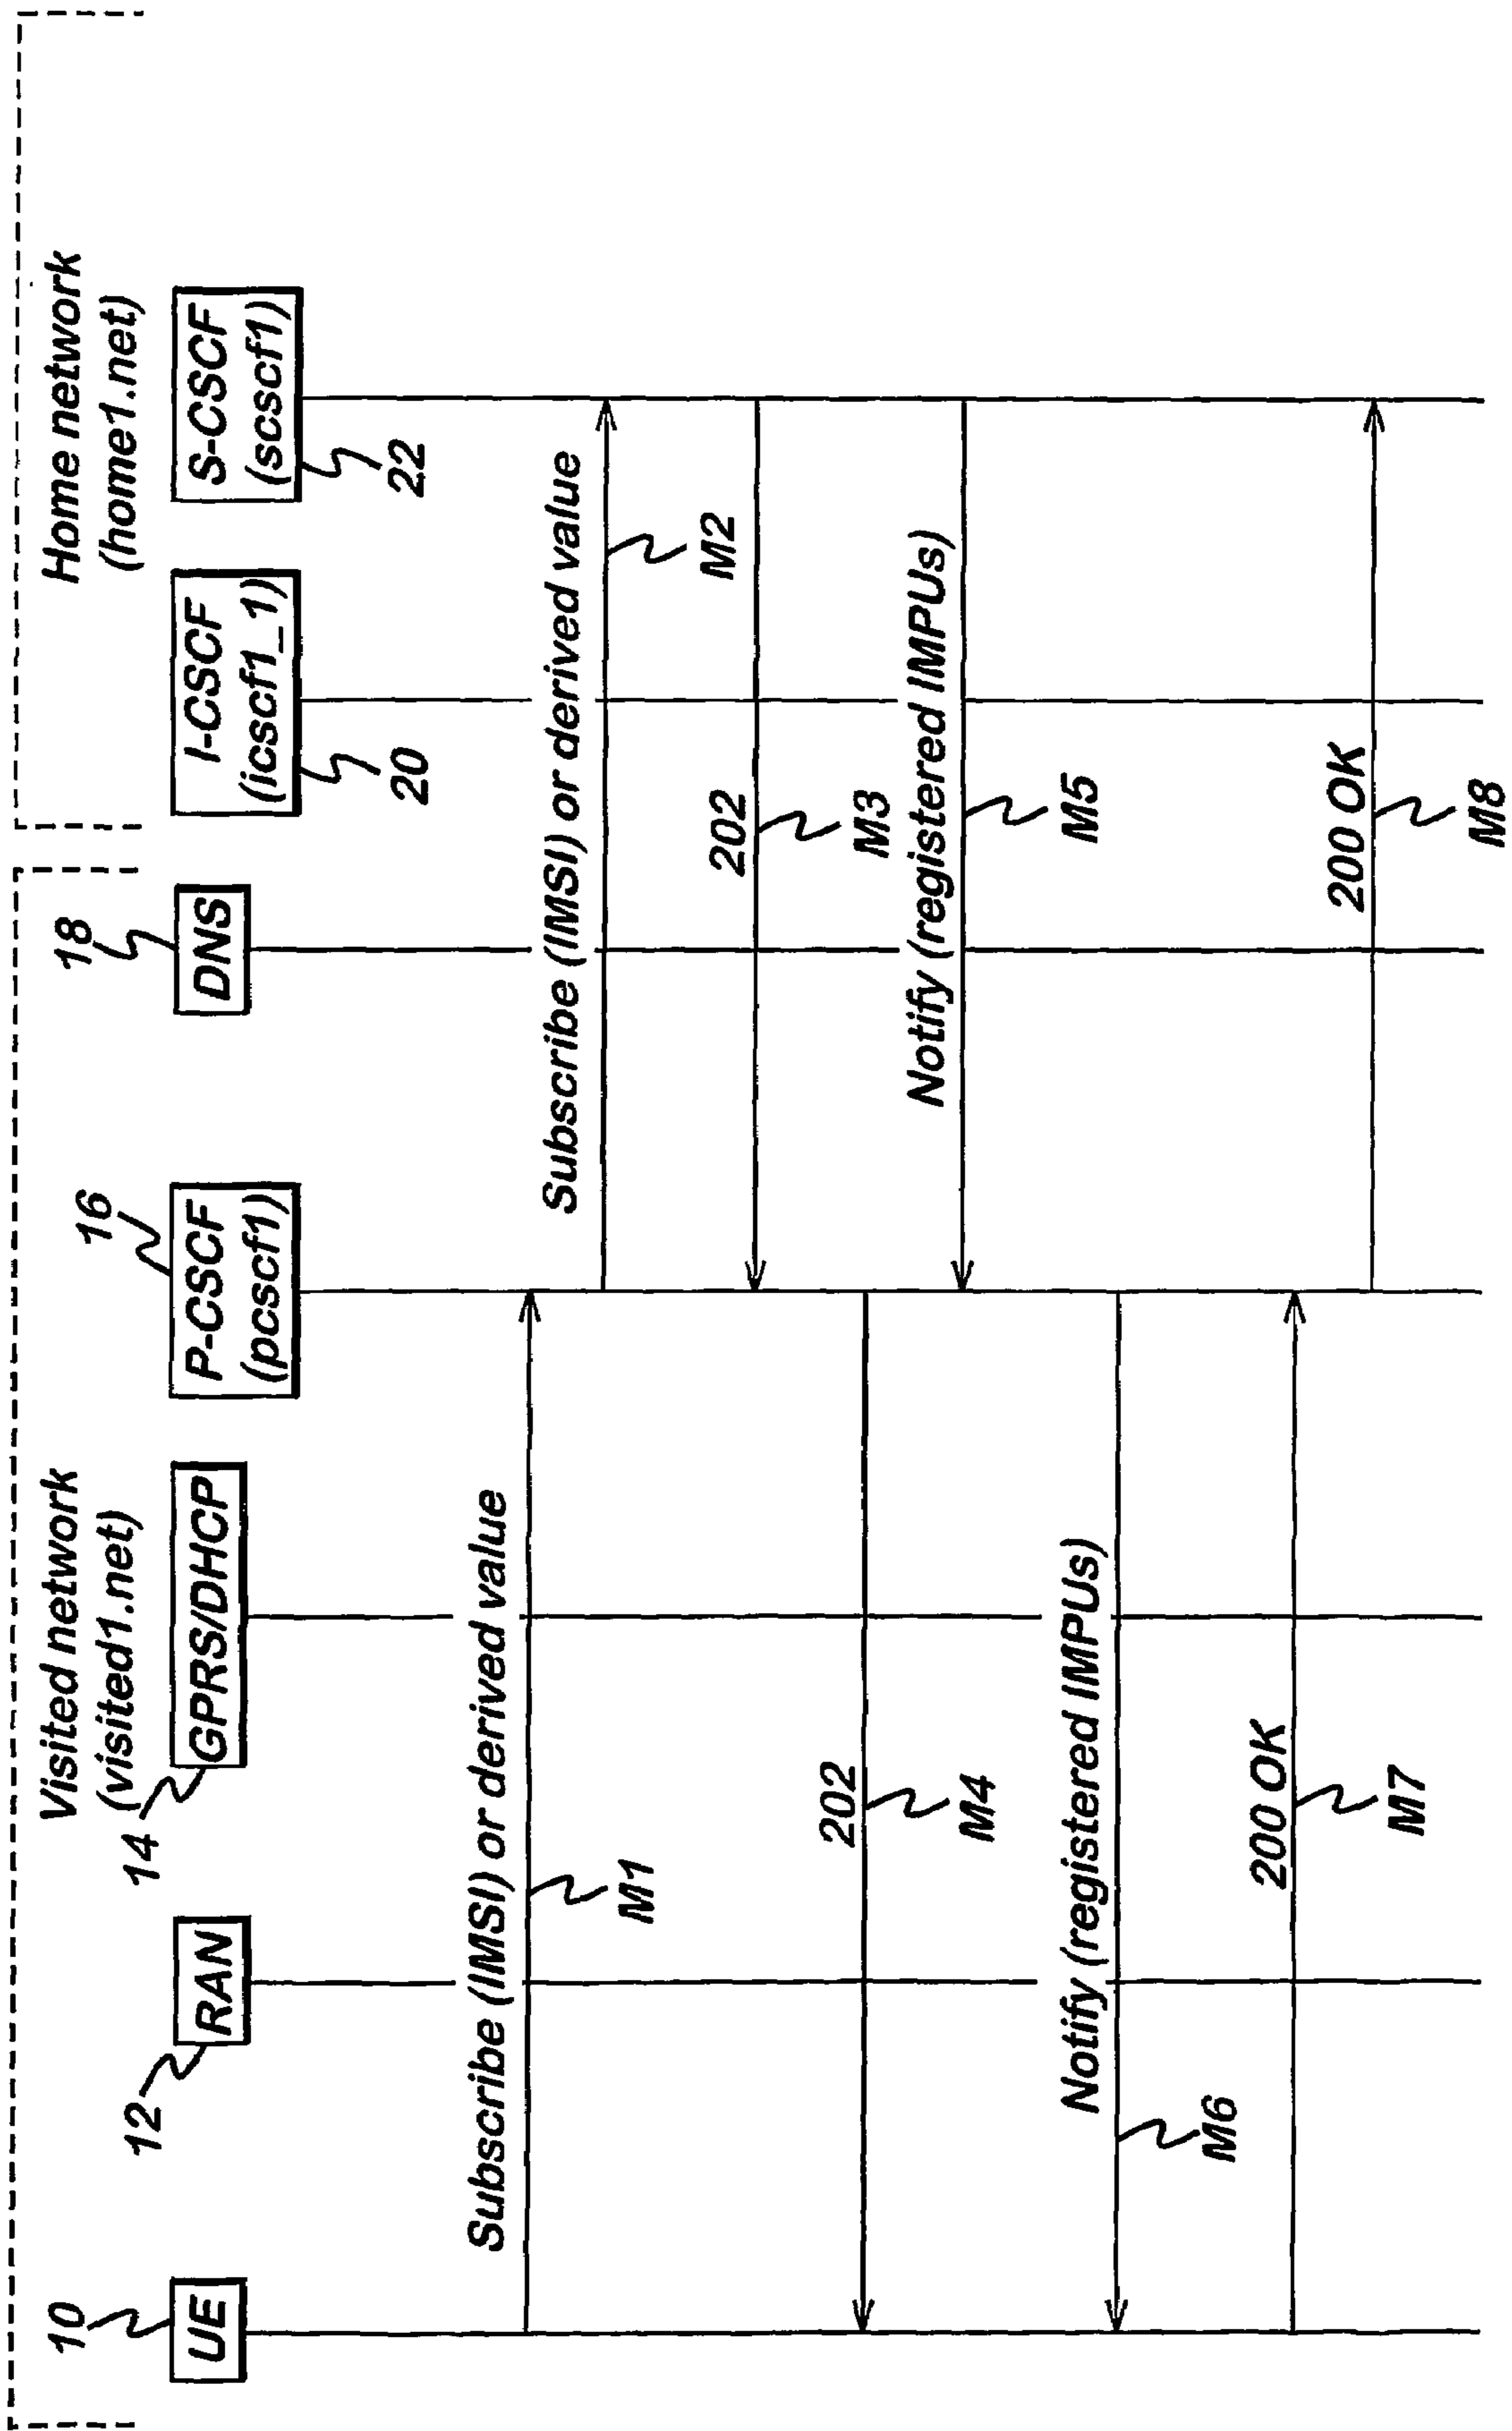 Visited network
(visited1.net)
Home network
(home1.net)
10
UE
12
RAN
14
GPRS/DHCP
16
P-CSCF
(pcscf1)
18
DNS
I-CSCF
(icscf1_1)
20
S-CSCF
(scscf1)
22
Subscribe (IMSI) or derived value
M1
Subscribe (IMSI) or derived value
M2
202
M3
202
M4
Notify (registered IMPUs)
M5
Notify (registered IMPUs)
M6
200 OK
M7
200 OK
M8